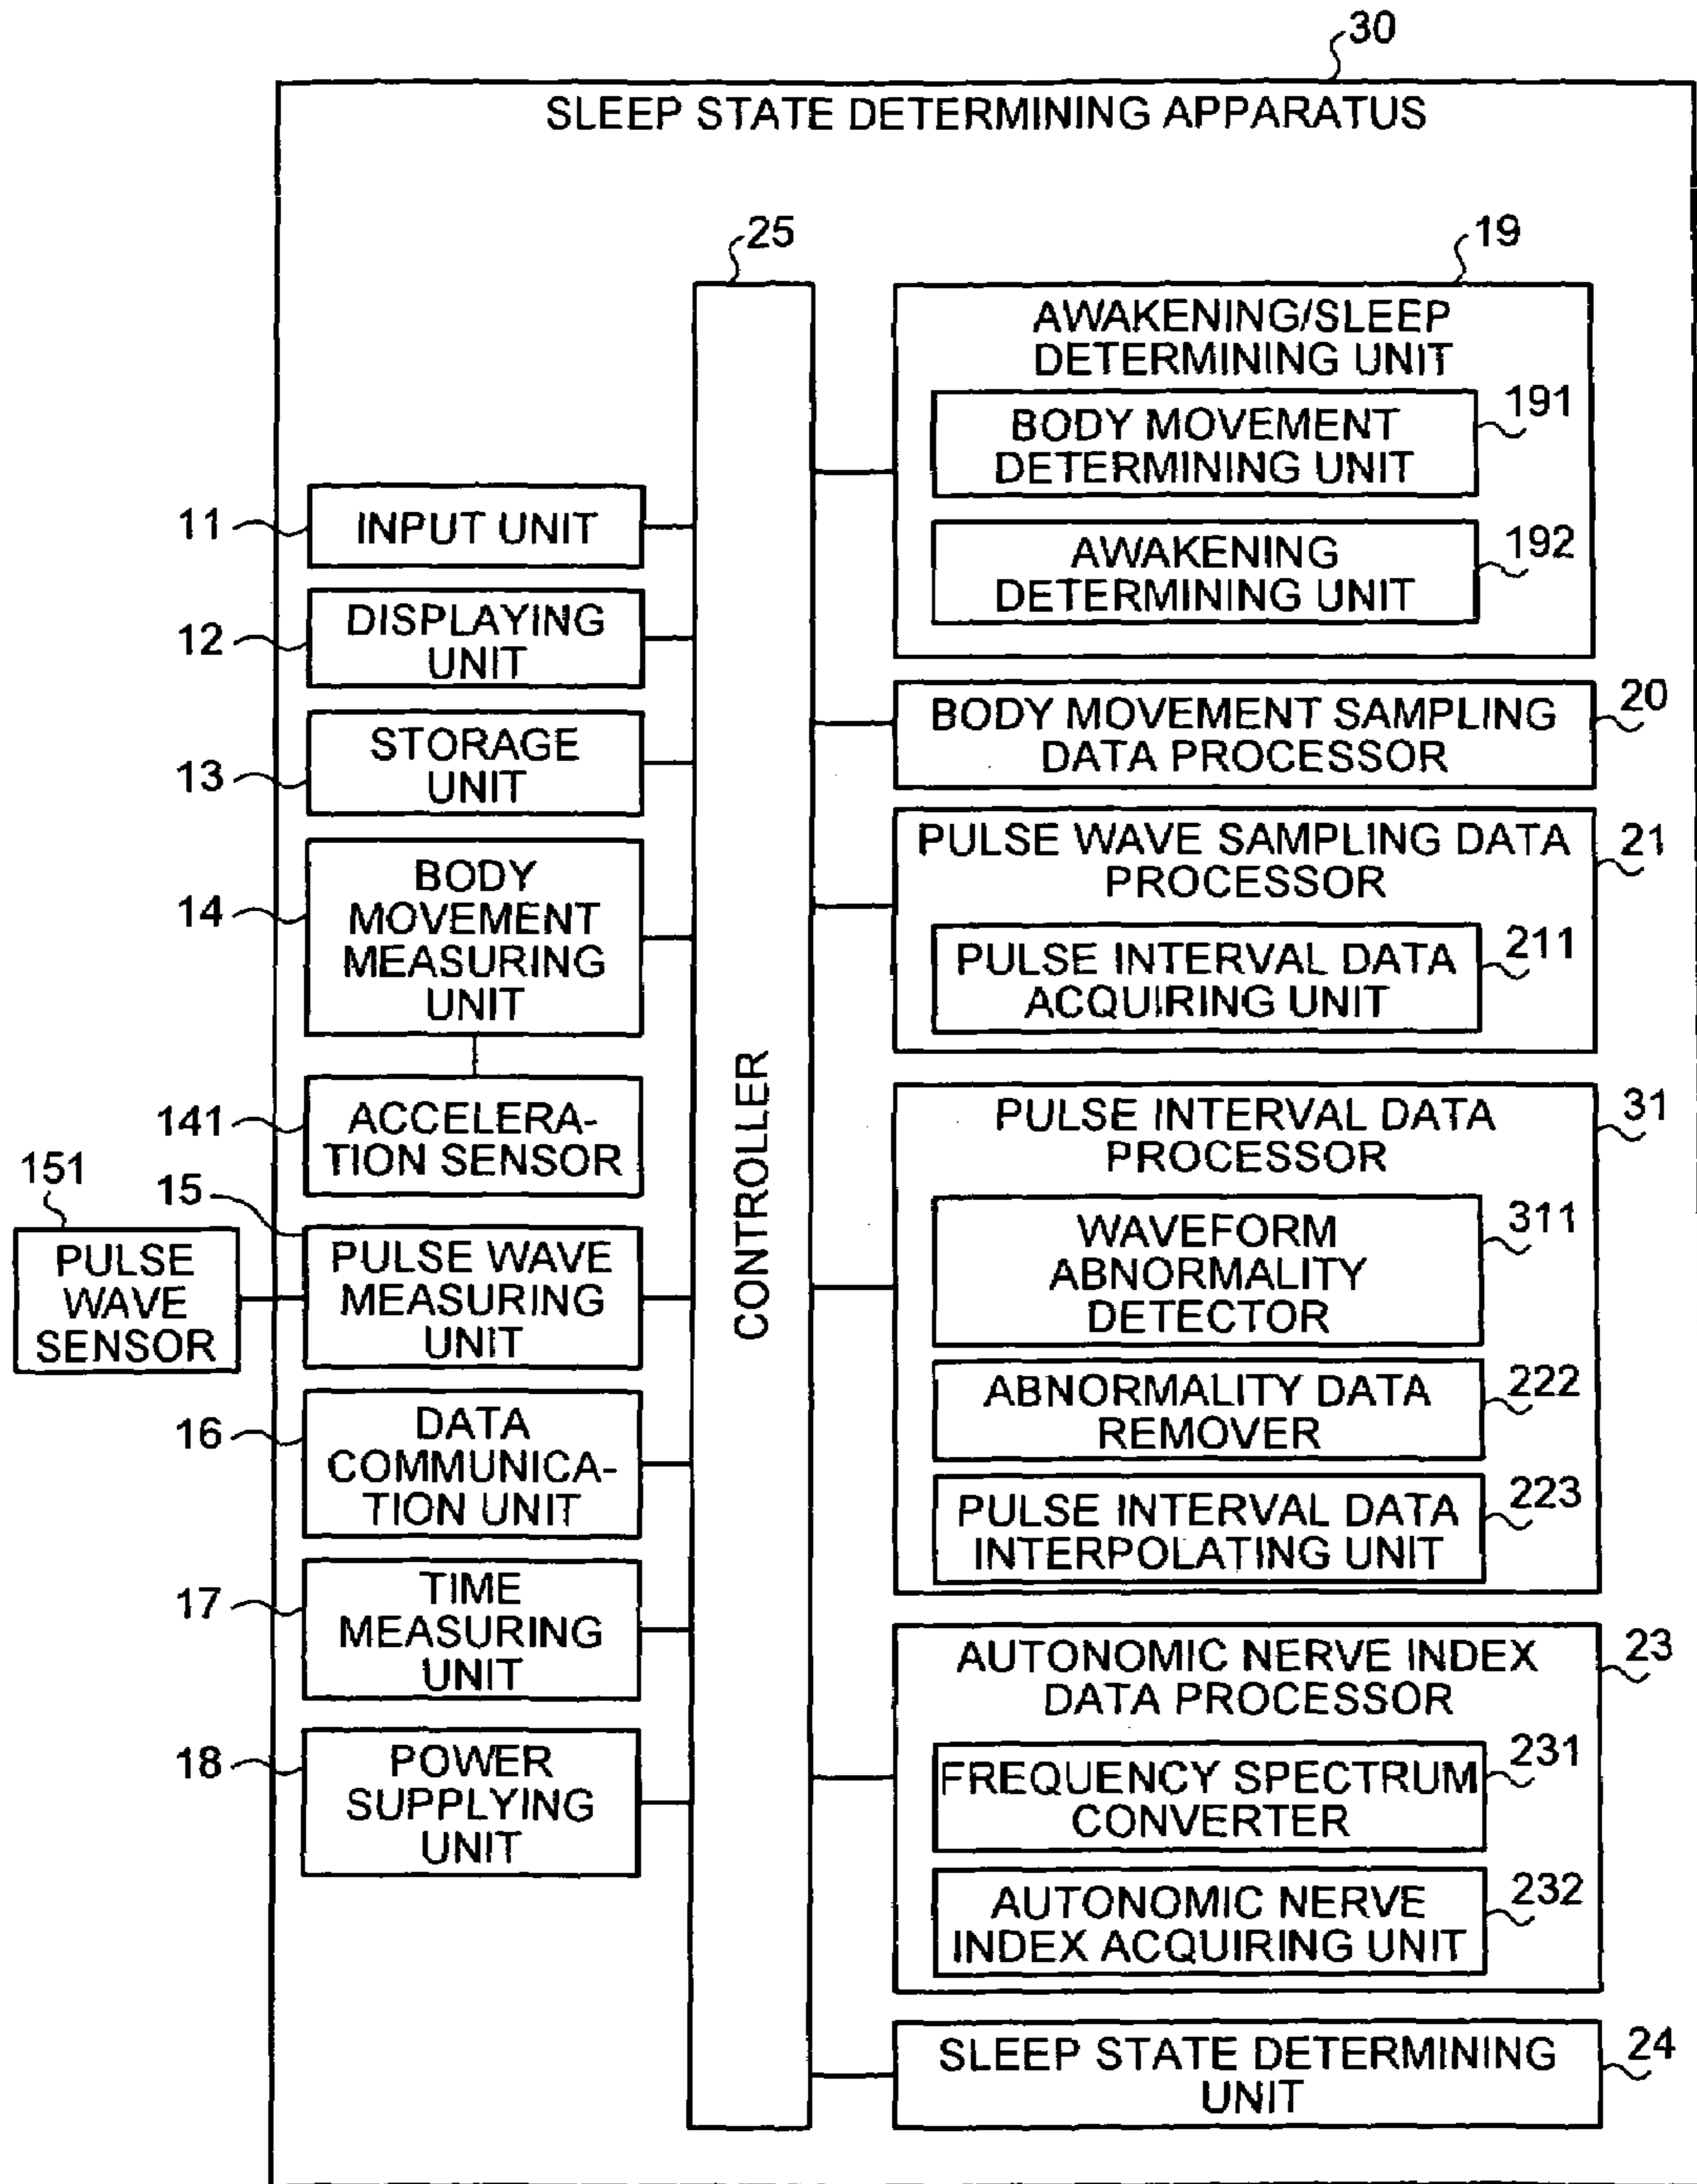 30
SLEEP STATE DETERMINING APPARATUS
25
19
AWAKENING/SLEEP
DETERMINING UNIT
BODY MOVEMENT
DETERMINING UNIT
191
AWAKENING
DETERMINING UNIT
192
11
INPUT UNIT
12
DISPLAYING
UNIT
13
STORAGE
UNIT
14
BODY
MOVEMENT
MEASURING
UNIT
141
ACCELERA-
TION SENSOR
151
PULSE
WAVE
SENSOR
15
PULSE WAVE
MEASURING
UNIT
16
DATA
COMMUNICA-
TION UNIT
17
TIME
MEASURING
UNIT
18
POWER
SUPPLYING
UNIT
CONTROLLER
20
BODY MOVEMENT SAMPLING
DATA PROCESSOR
21
PULSE WAVE SAMPLING DATA
PROCESSOR
PULSE INTERVAL DATA
ACQUIRING UNIT
211
31
PULSE INTERVAL DATA
PROCESSOR
WAVEFORM
ABNORMALITY
DETECTOR
311
ABNORMALITY DATA
REMOVER
222
PULSE INTERVAL DATA
INTERPOLATING UNIT
223
23
AUTONOMIC NERVE INDEX
DATA PROCESSOR
FREQUENCY SPECTRUM
CONVERTER
231
AUTONOMIC NERVE
INDEX ACQUIRING UNIT
232
SLEEP STATE DETERMINING
UNIT
24